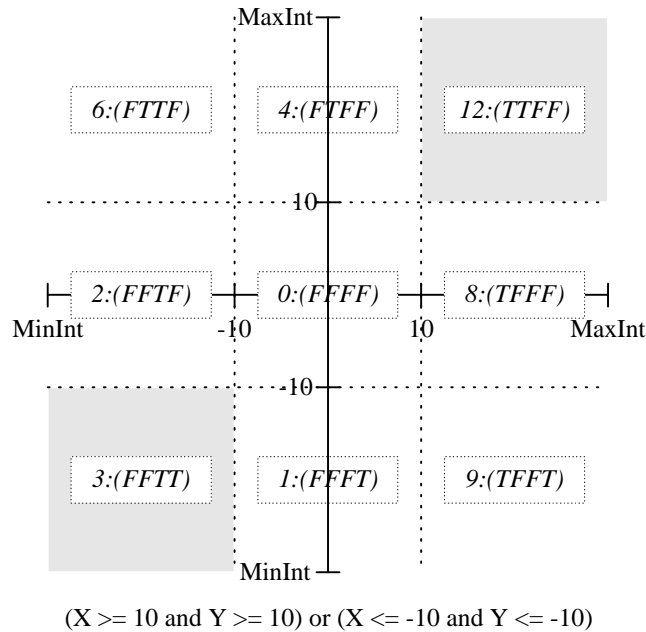 MaxInt
6:(FTTF) 4:(FTFF) 12:(TTFF)
10
2:(FFTF) 0:(FFFF) 8:(TFFF)
MinInt -10 10 MaxInt
-10
3:(FFTT) 1:(FFFT) 9:(TFFT)
MinInt
(X >= 10 and Y >= 10) or (X <= -10 and Y <= -10)